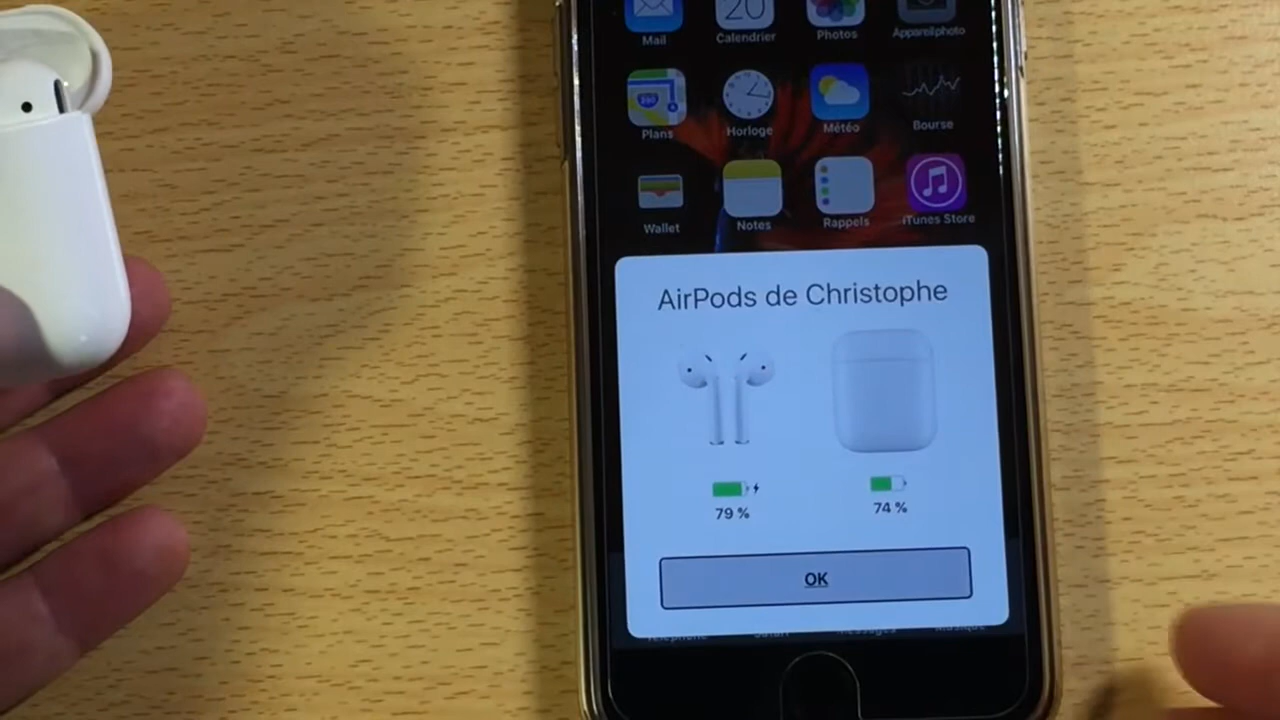 20
Mail Calendrier Photos Appareil photo
280
Plans Horloge Météo Bourse
Wallet Notes Rappels iTunes Store
AirPods de Christophe
79 % 74 %
OK